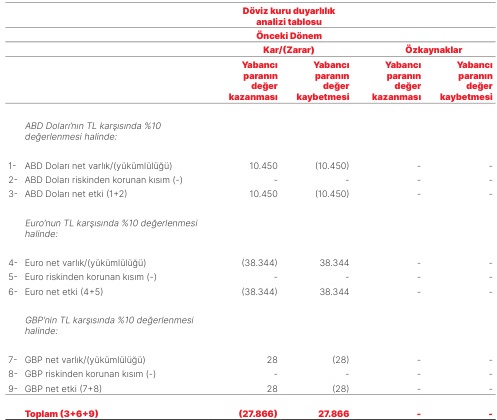 Döviz kuru duyarlılık
analizi tablosu
Önceki Dönem
Kar/(Zarar) Özkaynaklar
Yabancı Yabancı Yabancı Yabancı
paranın paranın paranın paranın
değer değer değer değer
kazanması kaybetmesi kazanması kaybetmesi
ABD Doları'nın TL karşısında %10
değerlenmesi halinde:
1- ABD Doları net varlık/(yükümlülüğü) 10.450 (10.450) - -
2- ABD Doları riskinden korunan kısım (-) - - - -
3- ABD Doları net etki (1+2) 10.450 (10.450) - -
Euro'nun TL karşısında %10 değerlenmesi
halinde:
4- Euro net varlık/(yükümlülüğü) (38.344) 38.344 - -
5- Euro riskinden korunan kısım (-) - - - -
6- Euro net etki (4+5) (38.344) 38.344 - -
GBP'nin TL karşısında %10 değerlenmesi
halinde:
7- GBP net varlık/(yükümlülüğü) 28 (28) - -
8- GBP riskinden korunan kısım (-) - - - -
9- GBP net etki (7+8) 28 (28) - -
Toplam (3+6+9) (27.866) 27.866 - -